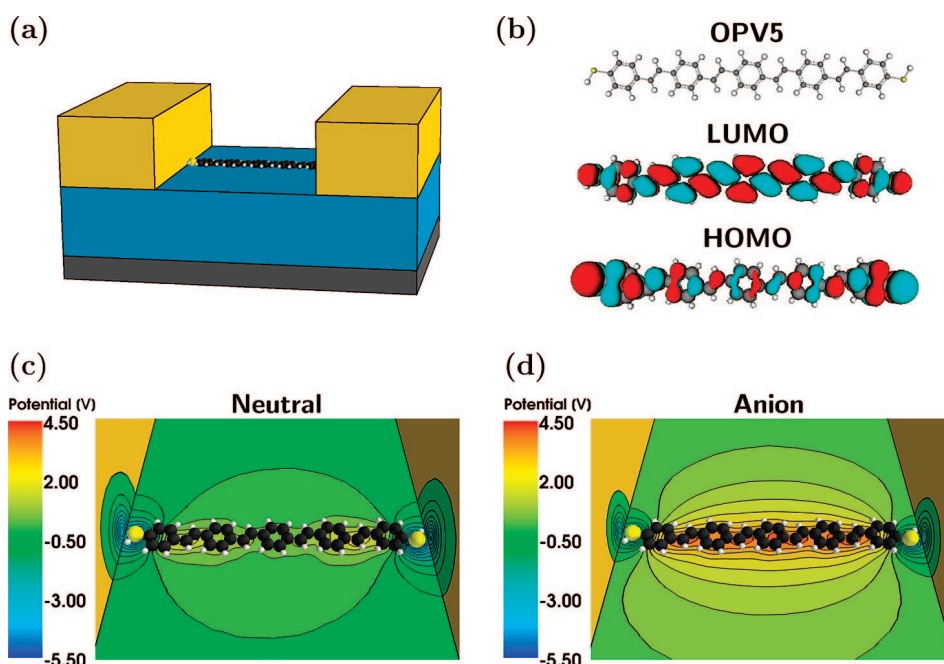 (a)
(b)
OPV5
LUMO
HOMO
(c)
Potential (V)
Neutral
4.50
2.00
-0.50
-3.00
-5.50
(d)
Potential (V)
Anion
4.50
2.00
-0.50
-3.00
-5.50